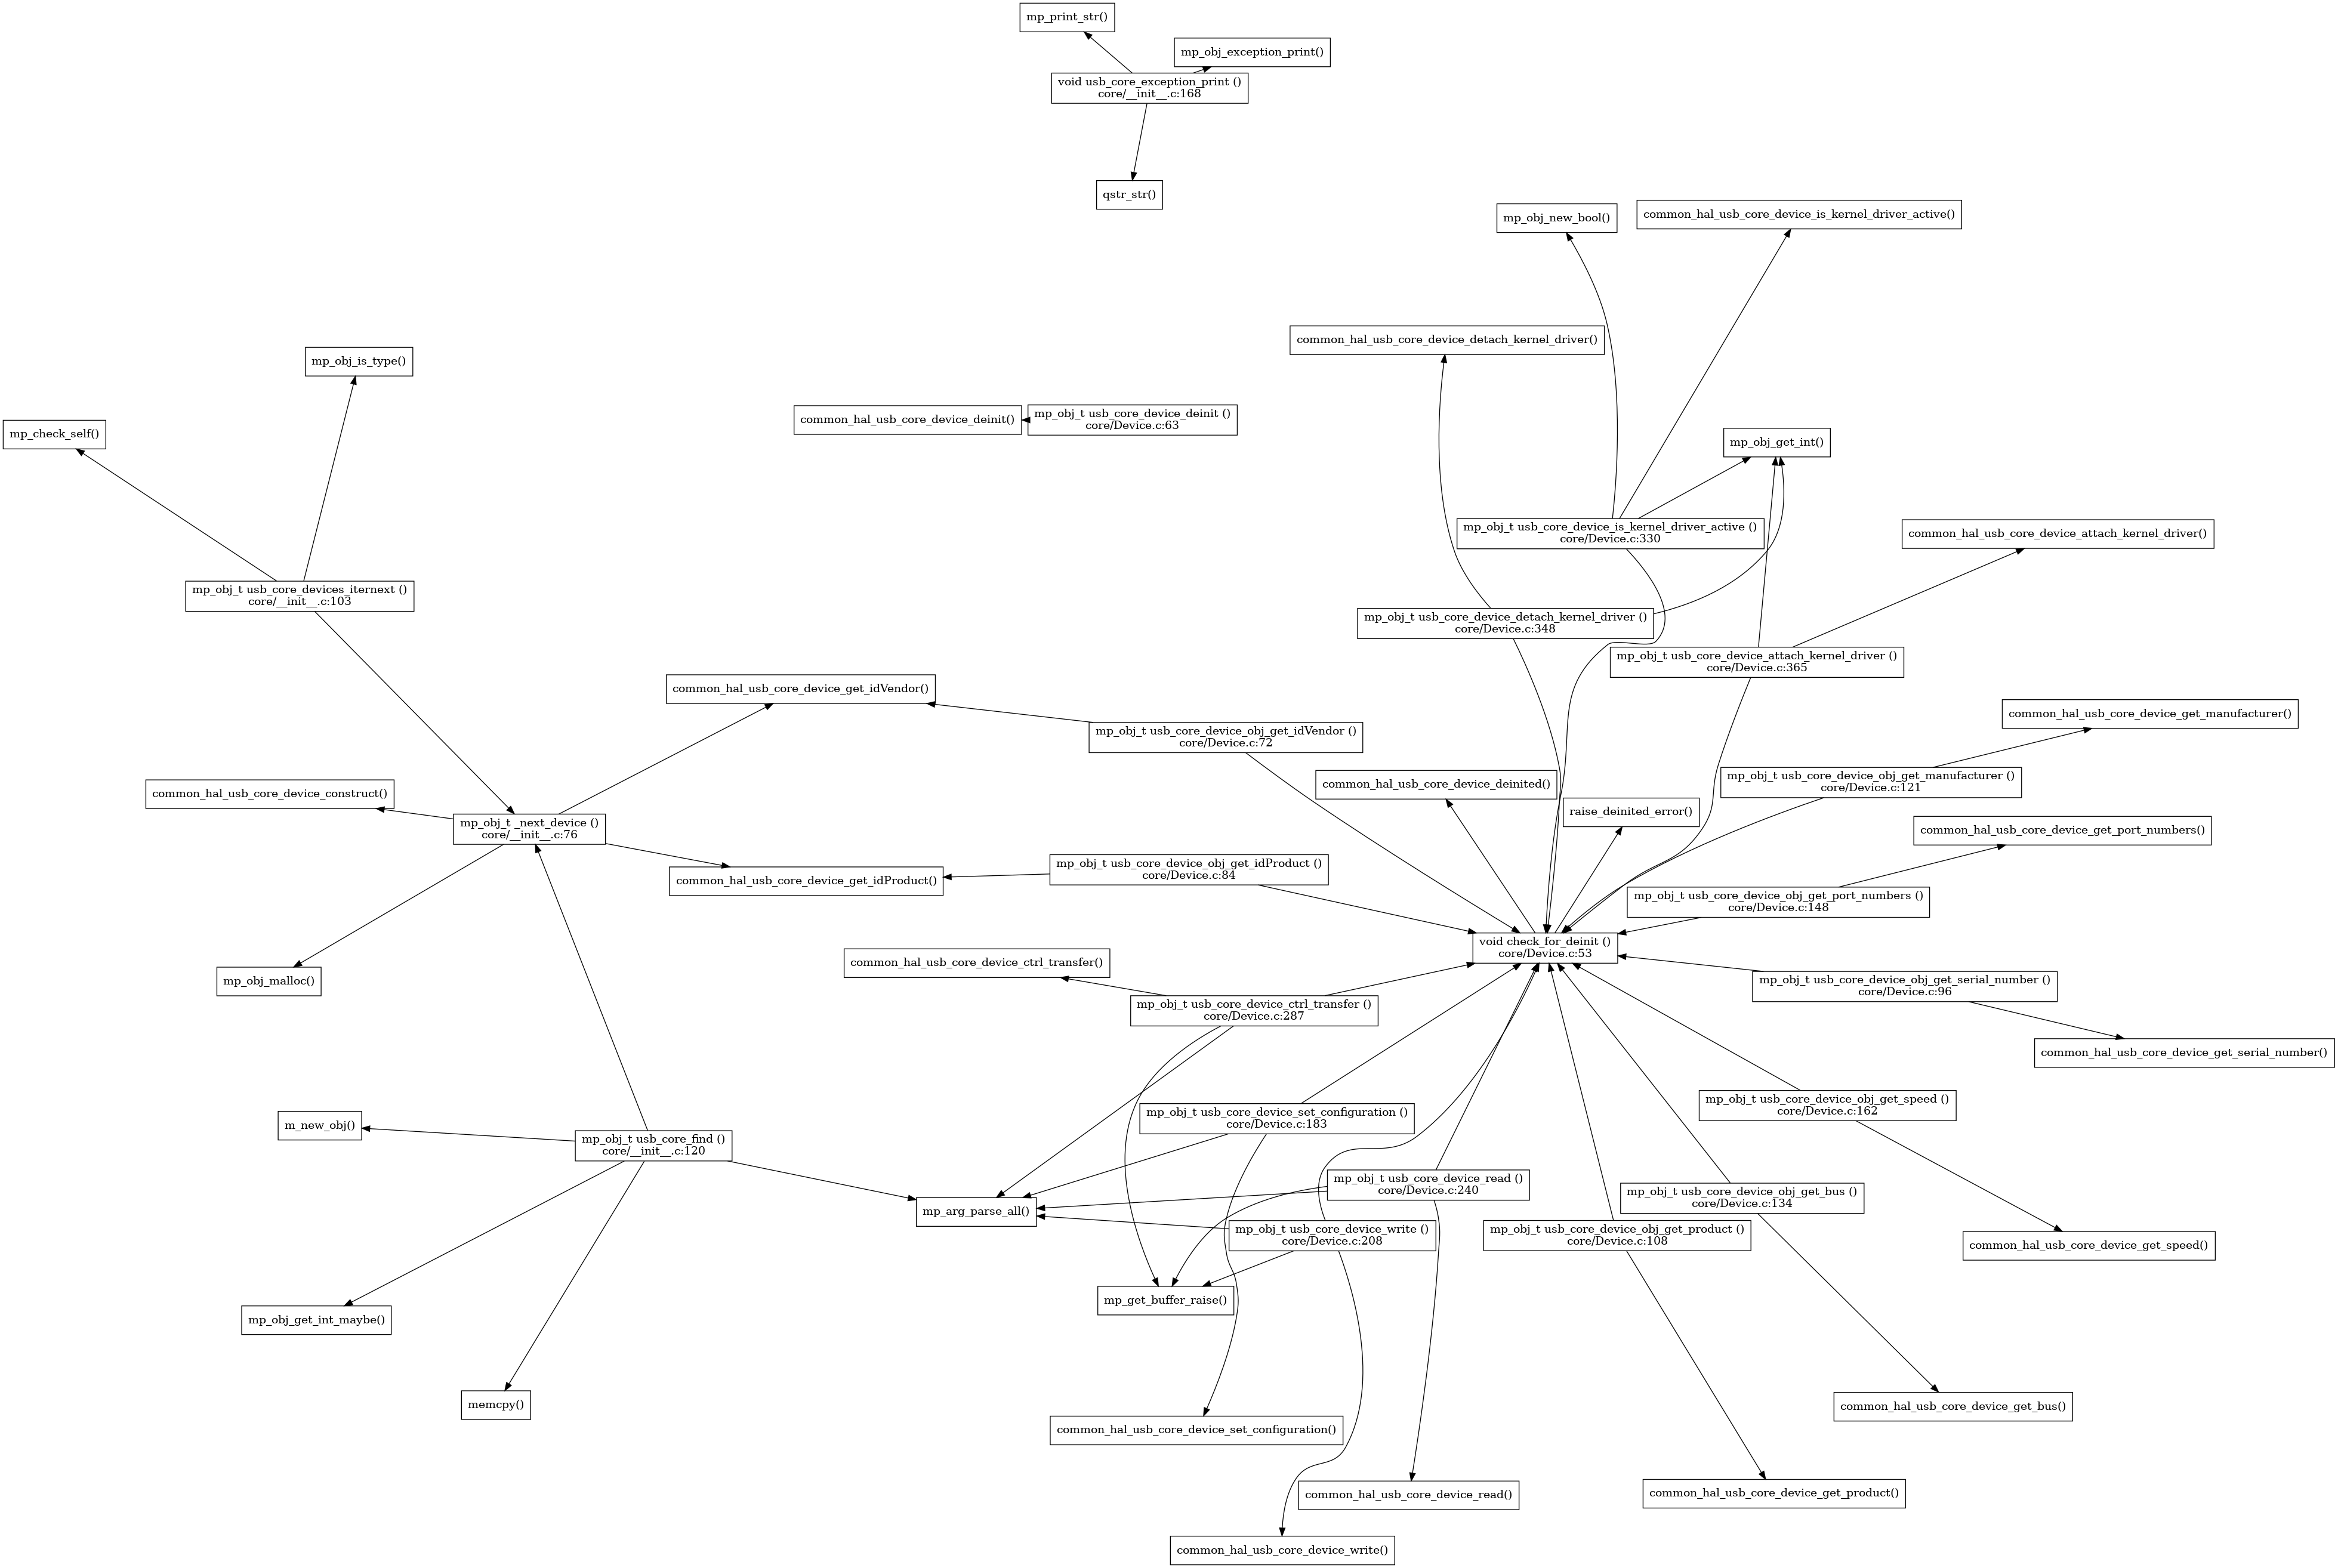 mp_print_str()
mp_obj_exception_print()
void usb_core_exception_print ()
core/__init__.c:168
qstr_str()
mp_obj_new_bool()
common_hal_usb_core_device_is_kernel_driver_active()
common_hal_usb_core_device_detach_kernel_driver()
mp_obj_is_type()
common_hal_usb_core_device_deinit()
mp_obj_t usb_core_device_deinit ()
core/Device.c:63
mp_check_self()
mp_obj_get_int()
mp_obj_t usb_core_device_is_kernel_driver_active ()
core/Device.c:330
common_hal_usb_core_device_attach_kernel_driver()
mp_obj_t usb_core_devices_iternext ()
core/__init__.c:103
mp_obj_t usb_core_device_detach_kernel_driver ()
core/Device.c:348
mp_obj_t usb_core_device_attach_kernel_driver ()
core/Device.c:365
common_hal_usb_core_device_get_idVendor()
common_hal_usb_core_device_get_manufacturer()
mp_obj_t usb_core_device_obj_get_idVendor ()
core/Device.c:72
common_hal_usb_core_device_deinited()
mp_obj_t usb_core_device_obj_get_manufacturer ()
core/Device.c:121
common_hal_usb_core_device_construct()
raise_deinited_error()
mp_obj_t _next_device ()
core/__init__.c:76
common_hal_usb_core_device_get_port_numbers()
common_hal_usb_core_device_get_idProduct()
mp_obj_t usb_core_device_obj_get_idProduct ()
core/Device.c:84
mp_obj_t usb_core_device_obj_get_port_numbers ()
core/Device.c:148
void check_for_deinit ()
core/Device.c:53
common_hal_usb_core_device_ctrl_transfer()
mp_obj_malloc()
mp_obj_t usb_core_device_obj_get_serial_number ()
core/Device.c:96
mp_obj_t usb_core_device_ctrl_transfer ()
core/Device.c:287
common_hal_usb_core_device_get_serial_number()
mp_obj_t usb_core_device_obj_get_speed ()
core/Device.c:162
mp_obj_t usb_core_device_set_configuration ()
core/Device.c:183
m_new_obj()
mp_obj_t usb_core_find ()
core/__init__.c:120
mp_obj_t usb_core_device_read ()
core/Device.c:240
mp_obj_t usb_core_device_obj_get_bus ()
core/Device.c:134
mp_arg_parse_all()
mp_obj_t usb_core_device_write ()
core/Device.c:208
mp_obj_t usb_core_device_obj_get_product ()
core/Device.c:108
common_hal_usb_core_device_get_speed()
mp_get_buffer_raise()
mp_obj_get_int_maybe()
memcpy()
common_hal_usb_core_device_get_bus()
common_hal_usb_core_device_set_configuration()
common_hal_usb_core_device_read()
common_hal_usb_core_device_get_product()
common_hal_usb_core_device_write()